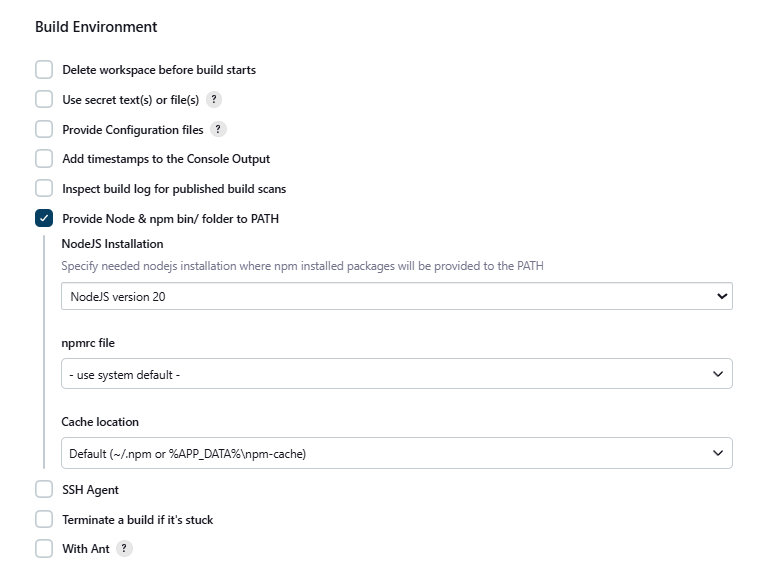 Build Environment
Delete workspace before build starts
Use secret text(s) or file(s) ?
Provide Configuration files ?
Add timestamps to the Console Output
Inspect build log for published build scans
Provide Node & npm bin/ folder to PATH
NodeJS Installation
Specify needed nodejs installation where npm installed packages will be provided to the PATH
NodeJS version 20
npmrc file
- use system default -
Cache location
Default (~/.npm or %APP_DATA%\npm-cache)
SSH Agent
Terminate a build if it's stuck
With Ant ?